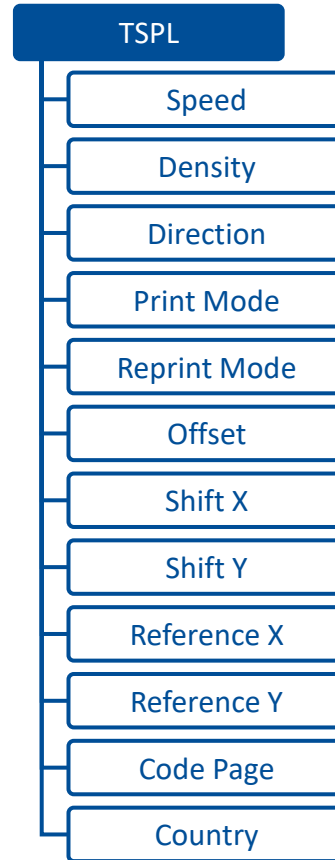 TSPL
Speed
Density
Direction
Print Mode
Reprint Mode
Offset
Shift X
Shift Y
Reference X
Reference Y
Code Page
Country